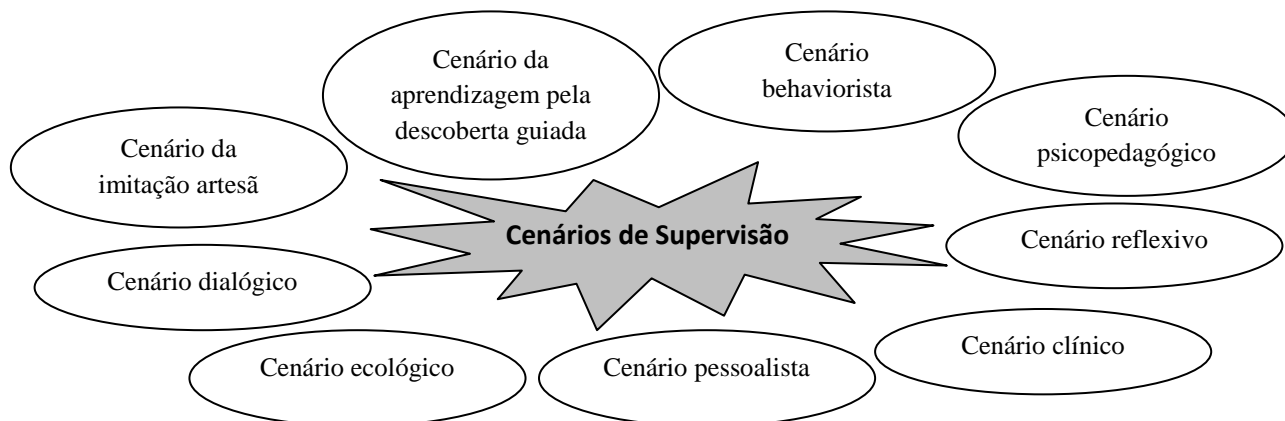 Cenário da
aprendizagem pela
descoberta guiada
Cenário
behaviorista
Cenário
psicopedagógico
Cenário da
imitação artesã
Cenários de Supervisão
Cenário reflexivo
Cenário dialógico
Cenário clínico
Cenário ecológico
Cenário pessoalista